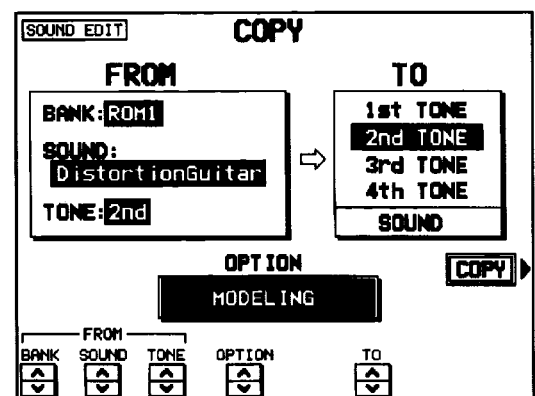 SOUND EDIT
COPY
FROM
BANK:ROM1
SOUND:
DistortionGuitar
TONE:2nd
TO
1st TONE
2nd TONE
3rd TONE
4th TONE
SOUND
OPTION
MODELING
COPY
FROM
BANK SOUND TONE OPTION TO